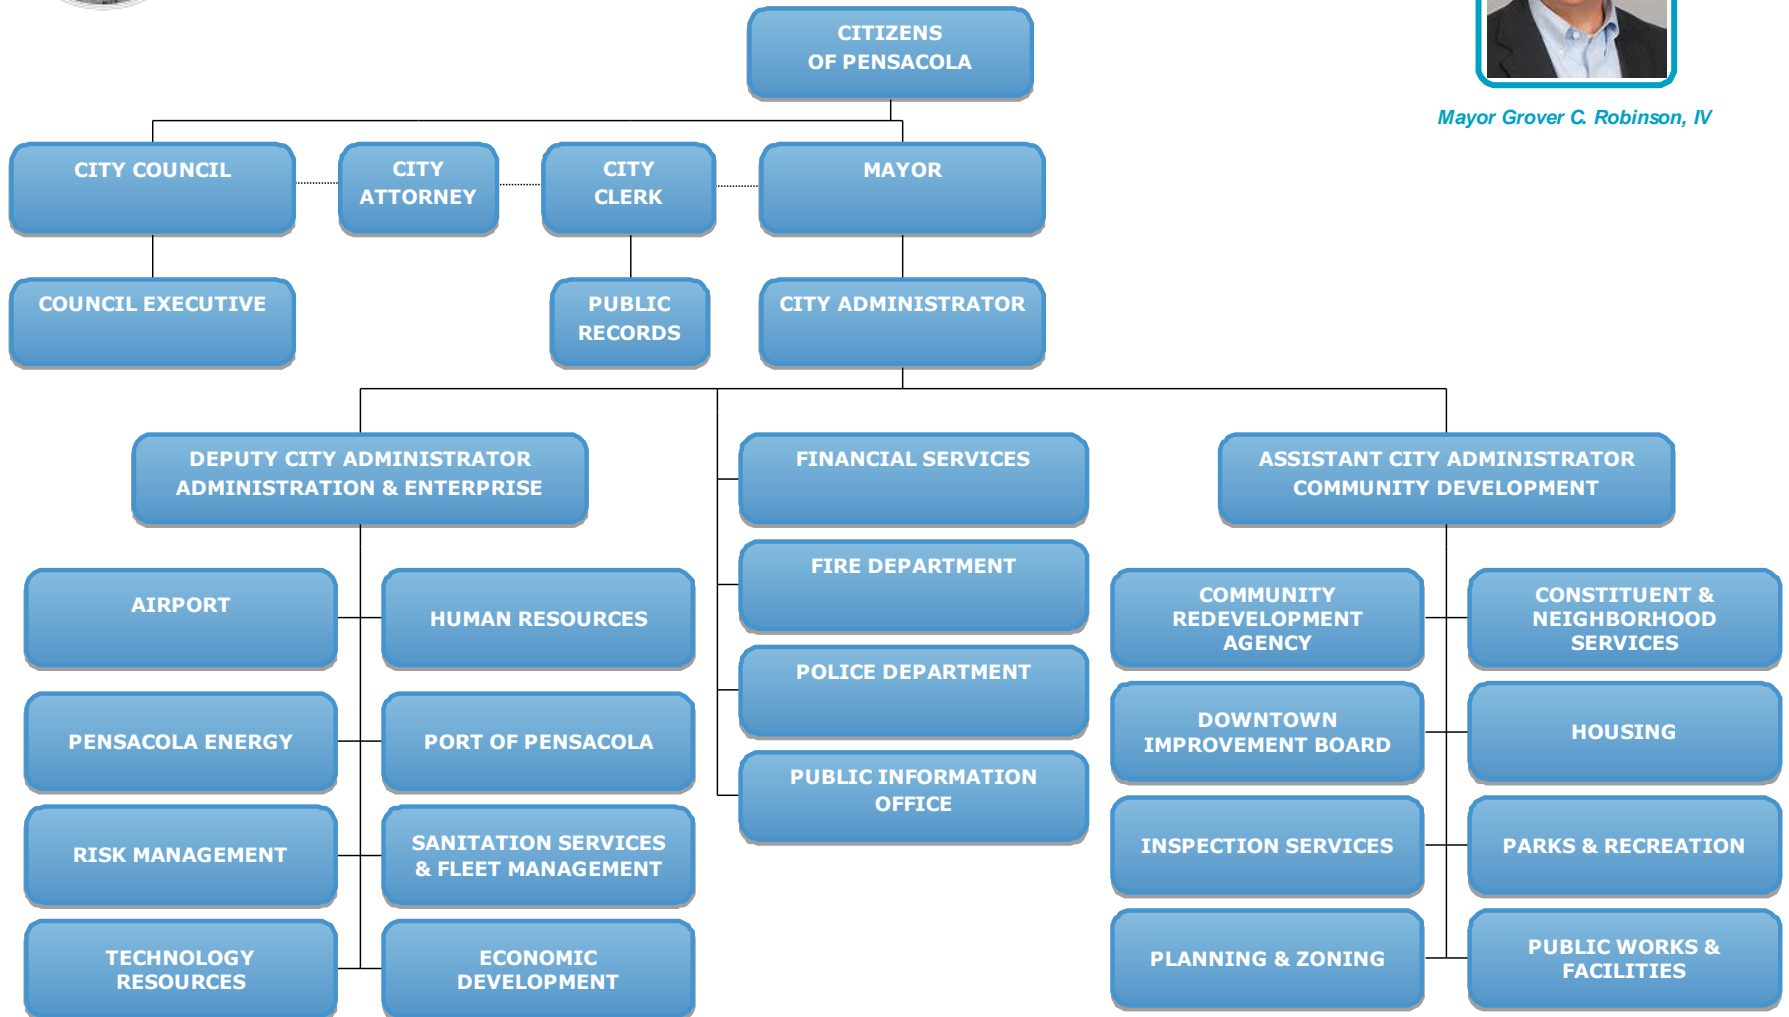 CITIZENS
OF PENSACOLA
Mayor Grover C. Robinson, IV
CITY COUNCIL
CITY
ATTORNEY
CITY
CLERK
MAYOR
COUNCIL EXECUTIVE
PUBLIC
RECORDS
CITY ADMINISTRATOR
DEPUTY CITY ADMINISTRATOR
ADMINISTRATION & ENTERPRISE
AIRPORT
HUMAN RESOURCES
PENSACOLA ENERGY
PORT OF PENSACOLA
RISK MANAGEMENT
SANITATION SERVICES
& FLEET MANAGEMENT
TECHNOLOGY
RESOURCES
ECONOMIC
DEVELOPMENT
FINANCIAL SERVICES
FIRE DEPARTMENT
POLICE DEPARTMENT
PUBLIC INFORMATION
OFFICE
ASSISTANT CITY ADMINISTRATOR
COMMUNITY DEVELOPMENT
COMMUNITY
REDEVELOPMENT
AGENCY
CONSTITUENT &
NEIGHBORHOOD
SERVICES
DOWNTOWN
IMPROVEMENT BOARD
HOUSING
INSPECTION SERVICES
PARKS & RECREATION
PLANNING & ZONING
PUBLIC WORKS &
FACILITIES